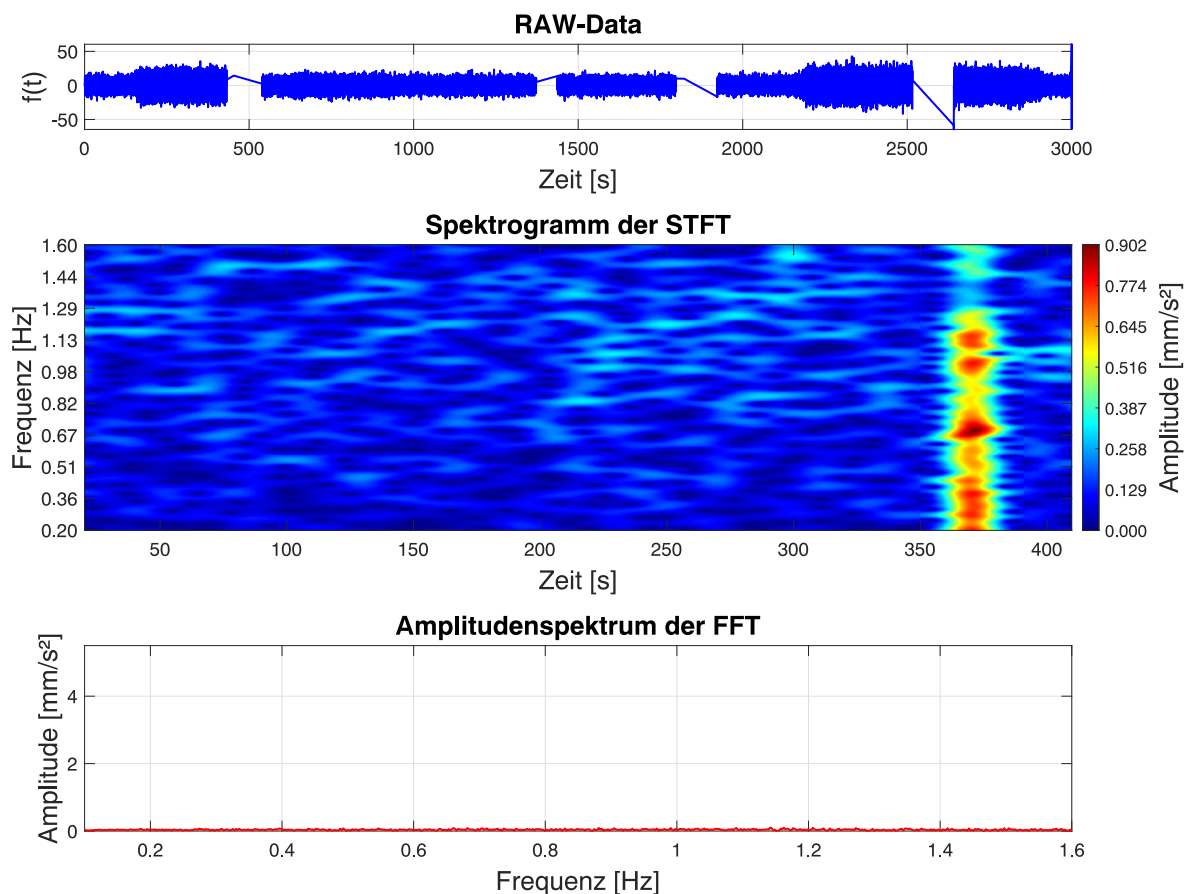 RAW-Data
f(t)
50
0
-50
0 500 1000 1500 2000 2500 3000
Zeit [s]
Spektrogramm der STFT
Frequenz [Hz]
1.60
1.44
1.29
1.13
0.98
0.82
0.67
0.51
0.36
0.20
50 100 150 200 250 300 350 400
Zeit [s]
0.902
0.774
0.645
0.516
0.387
0.258
0.129
0.000
Amplitude [mm/s²]
Amplitudenspektrum der FFT
Amplitude [mm/s²]
4
2
0
0.2 0.4 0.6 0.8 1 1.2 1.4 1.6
Frequenz [Hz]